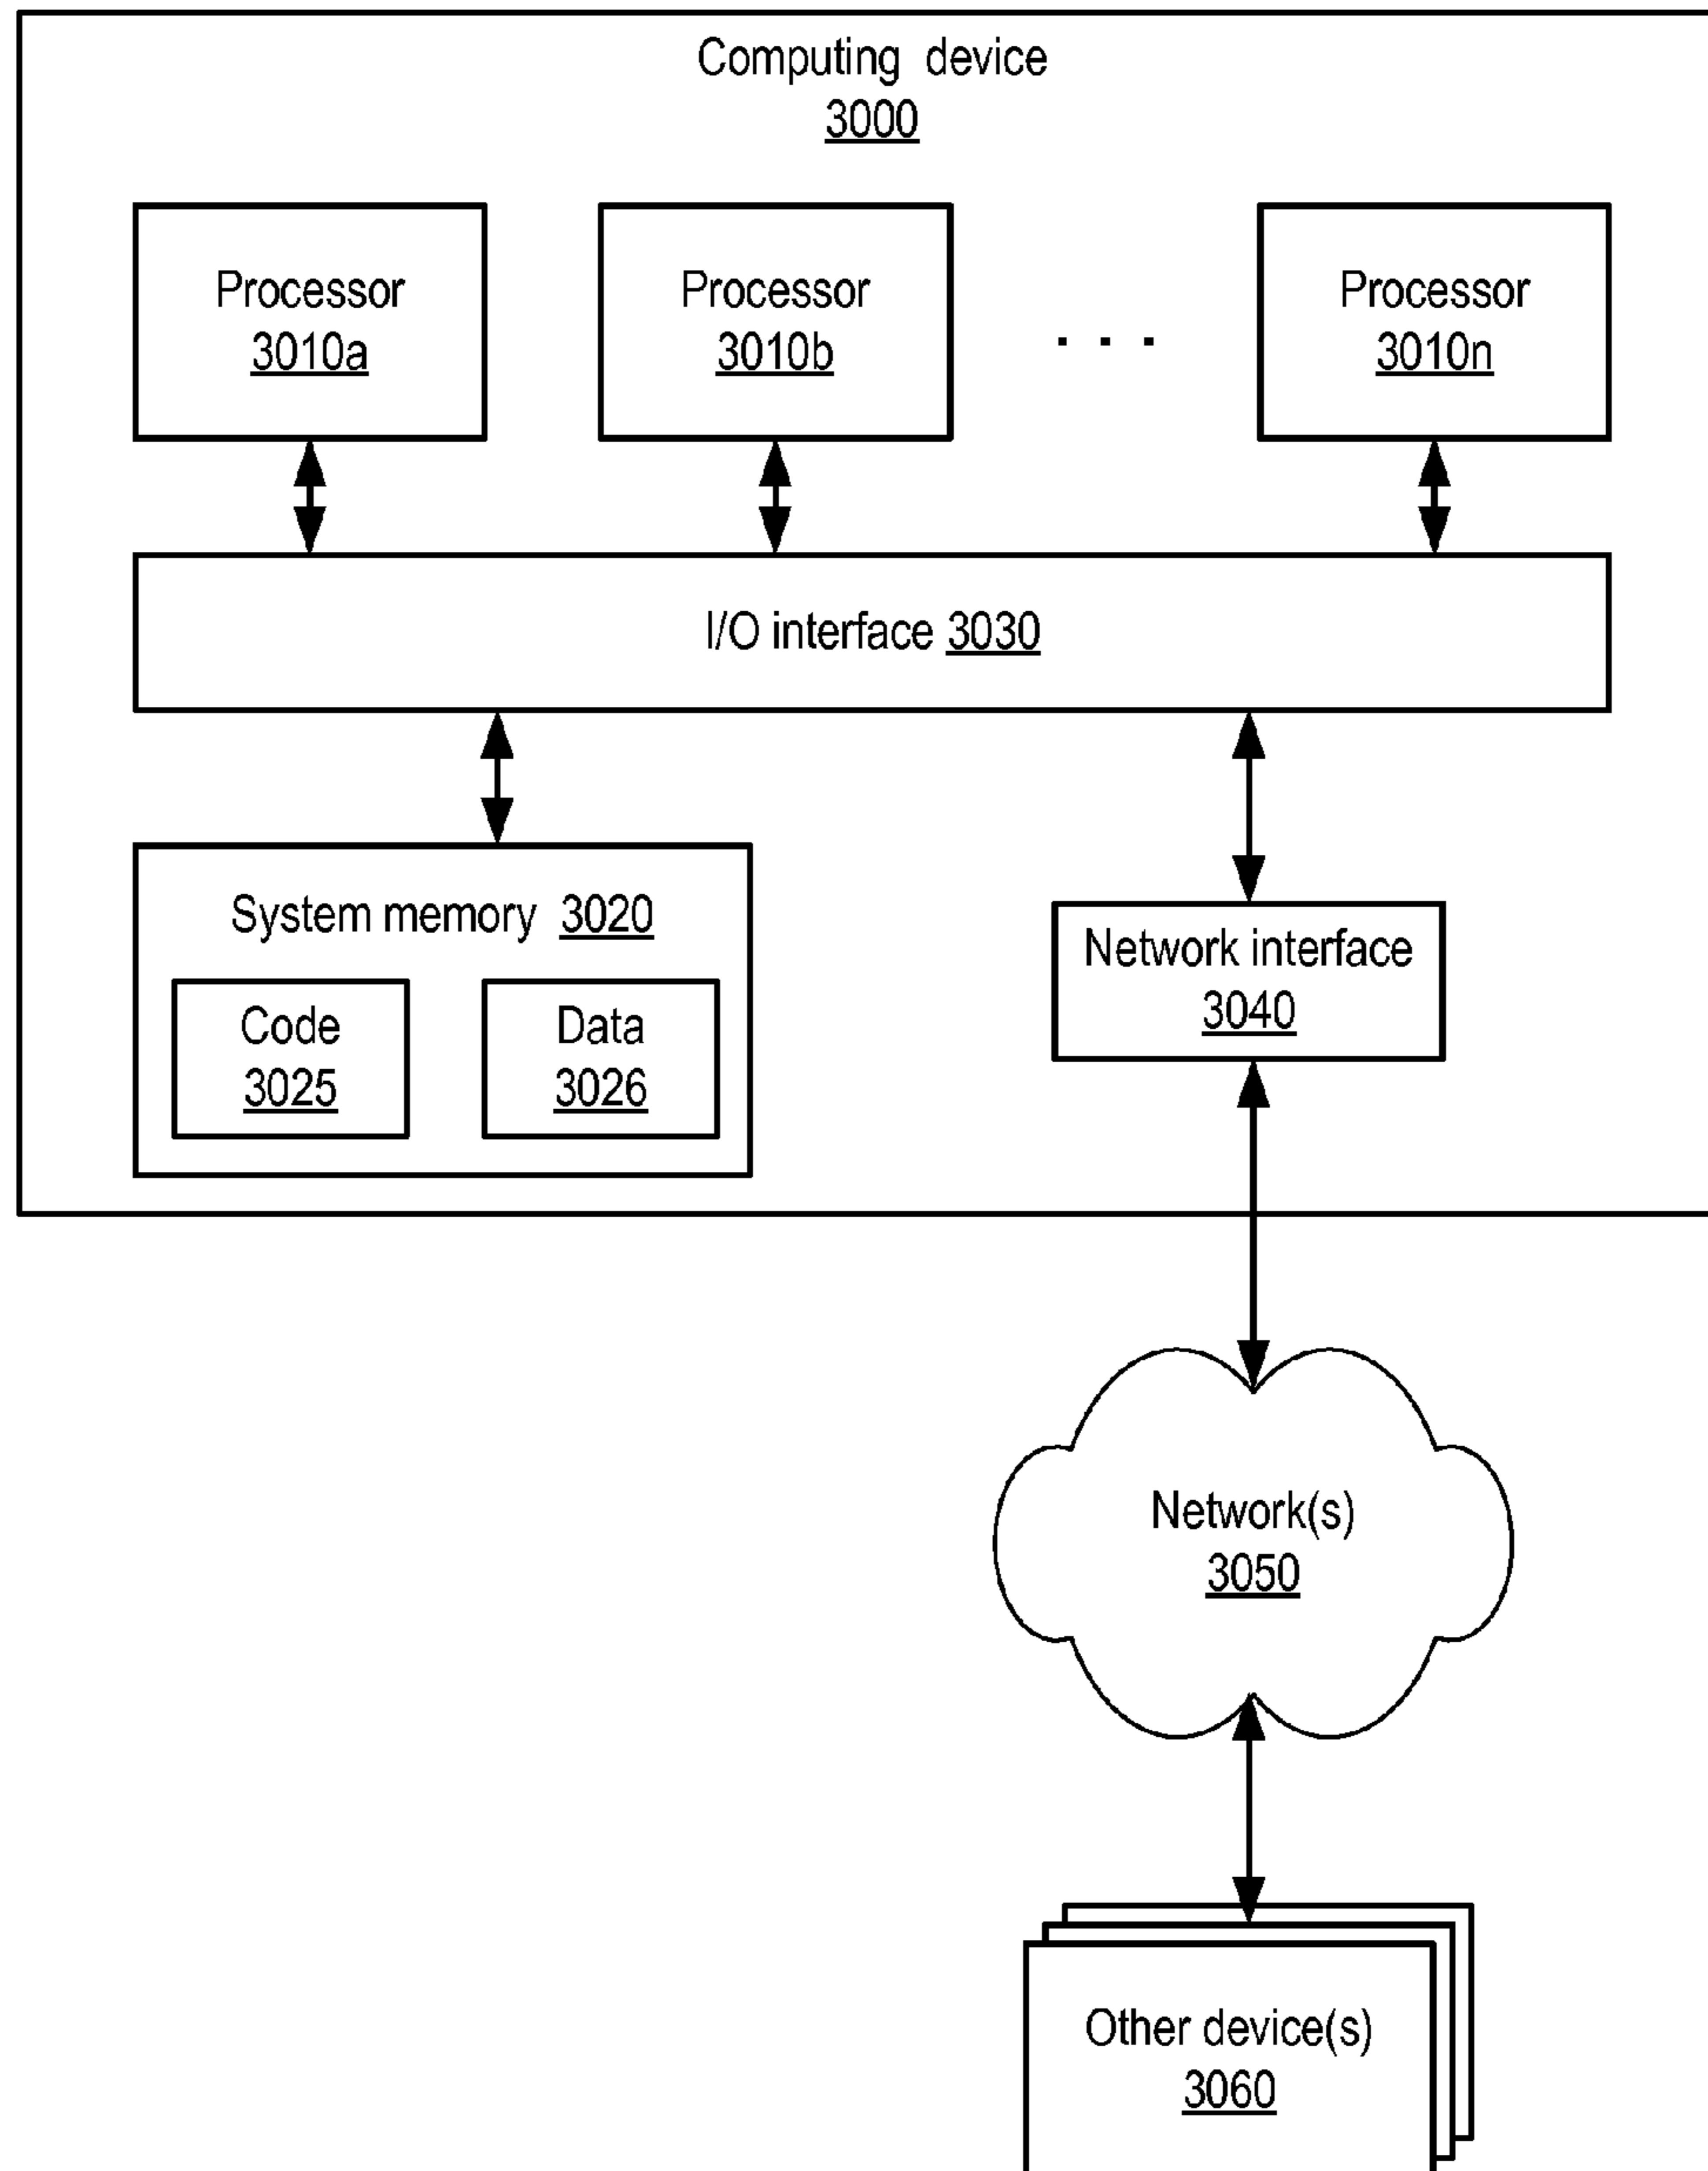 Computing device
3000
Processor
3010a
Processor
3010b
. . .
Processor
3010n
I/O interface 3030
System memory 3020
Code
3025
Data
3026
Network interface
3040
Network(s)
3050
Other device(s)
3060